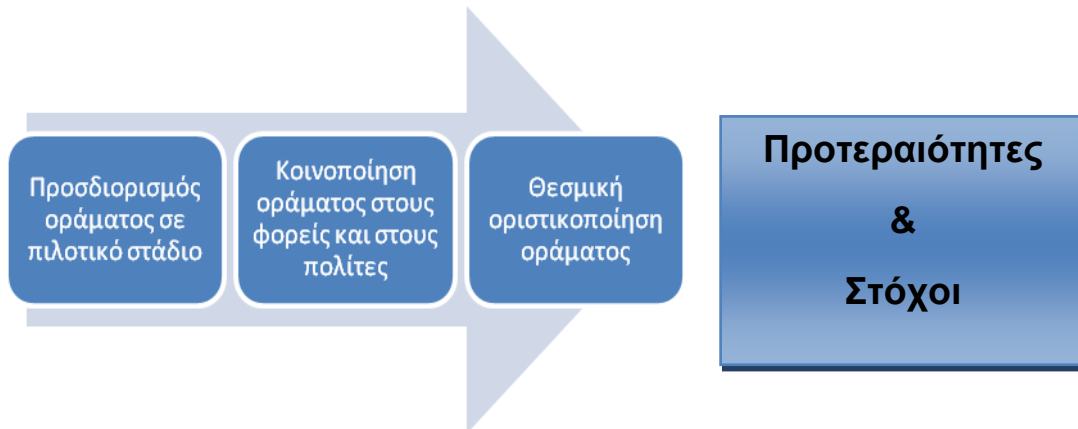 Προσδιορισμός
οράματος σε
πιλοτικό στάδιο
Κοινοποίηση
οράματος στους
φορείς και στους
πολίτες
Θεσμική
οριστικοποίηση
οράματος
Προτεραιότητες
&
Στόχοι